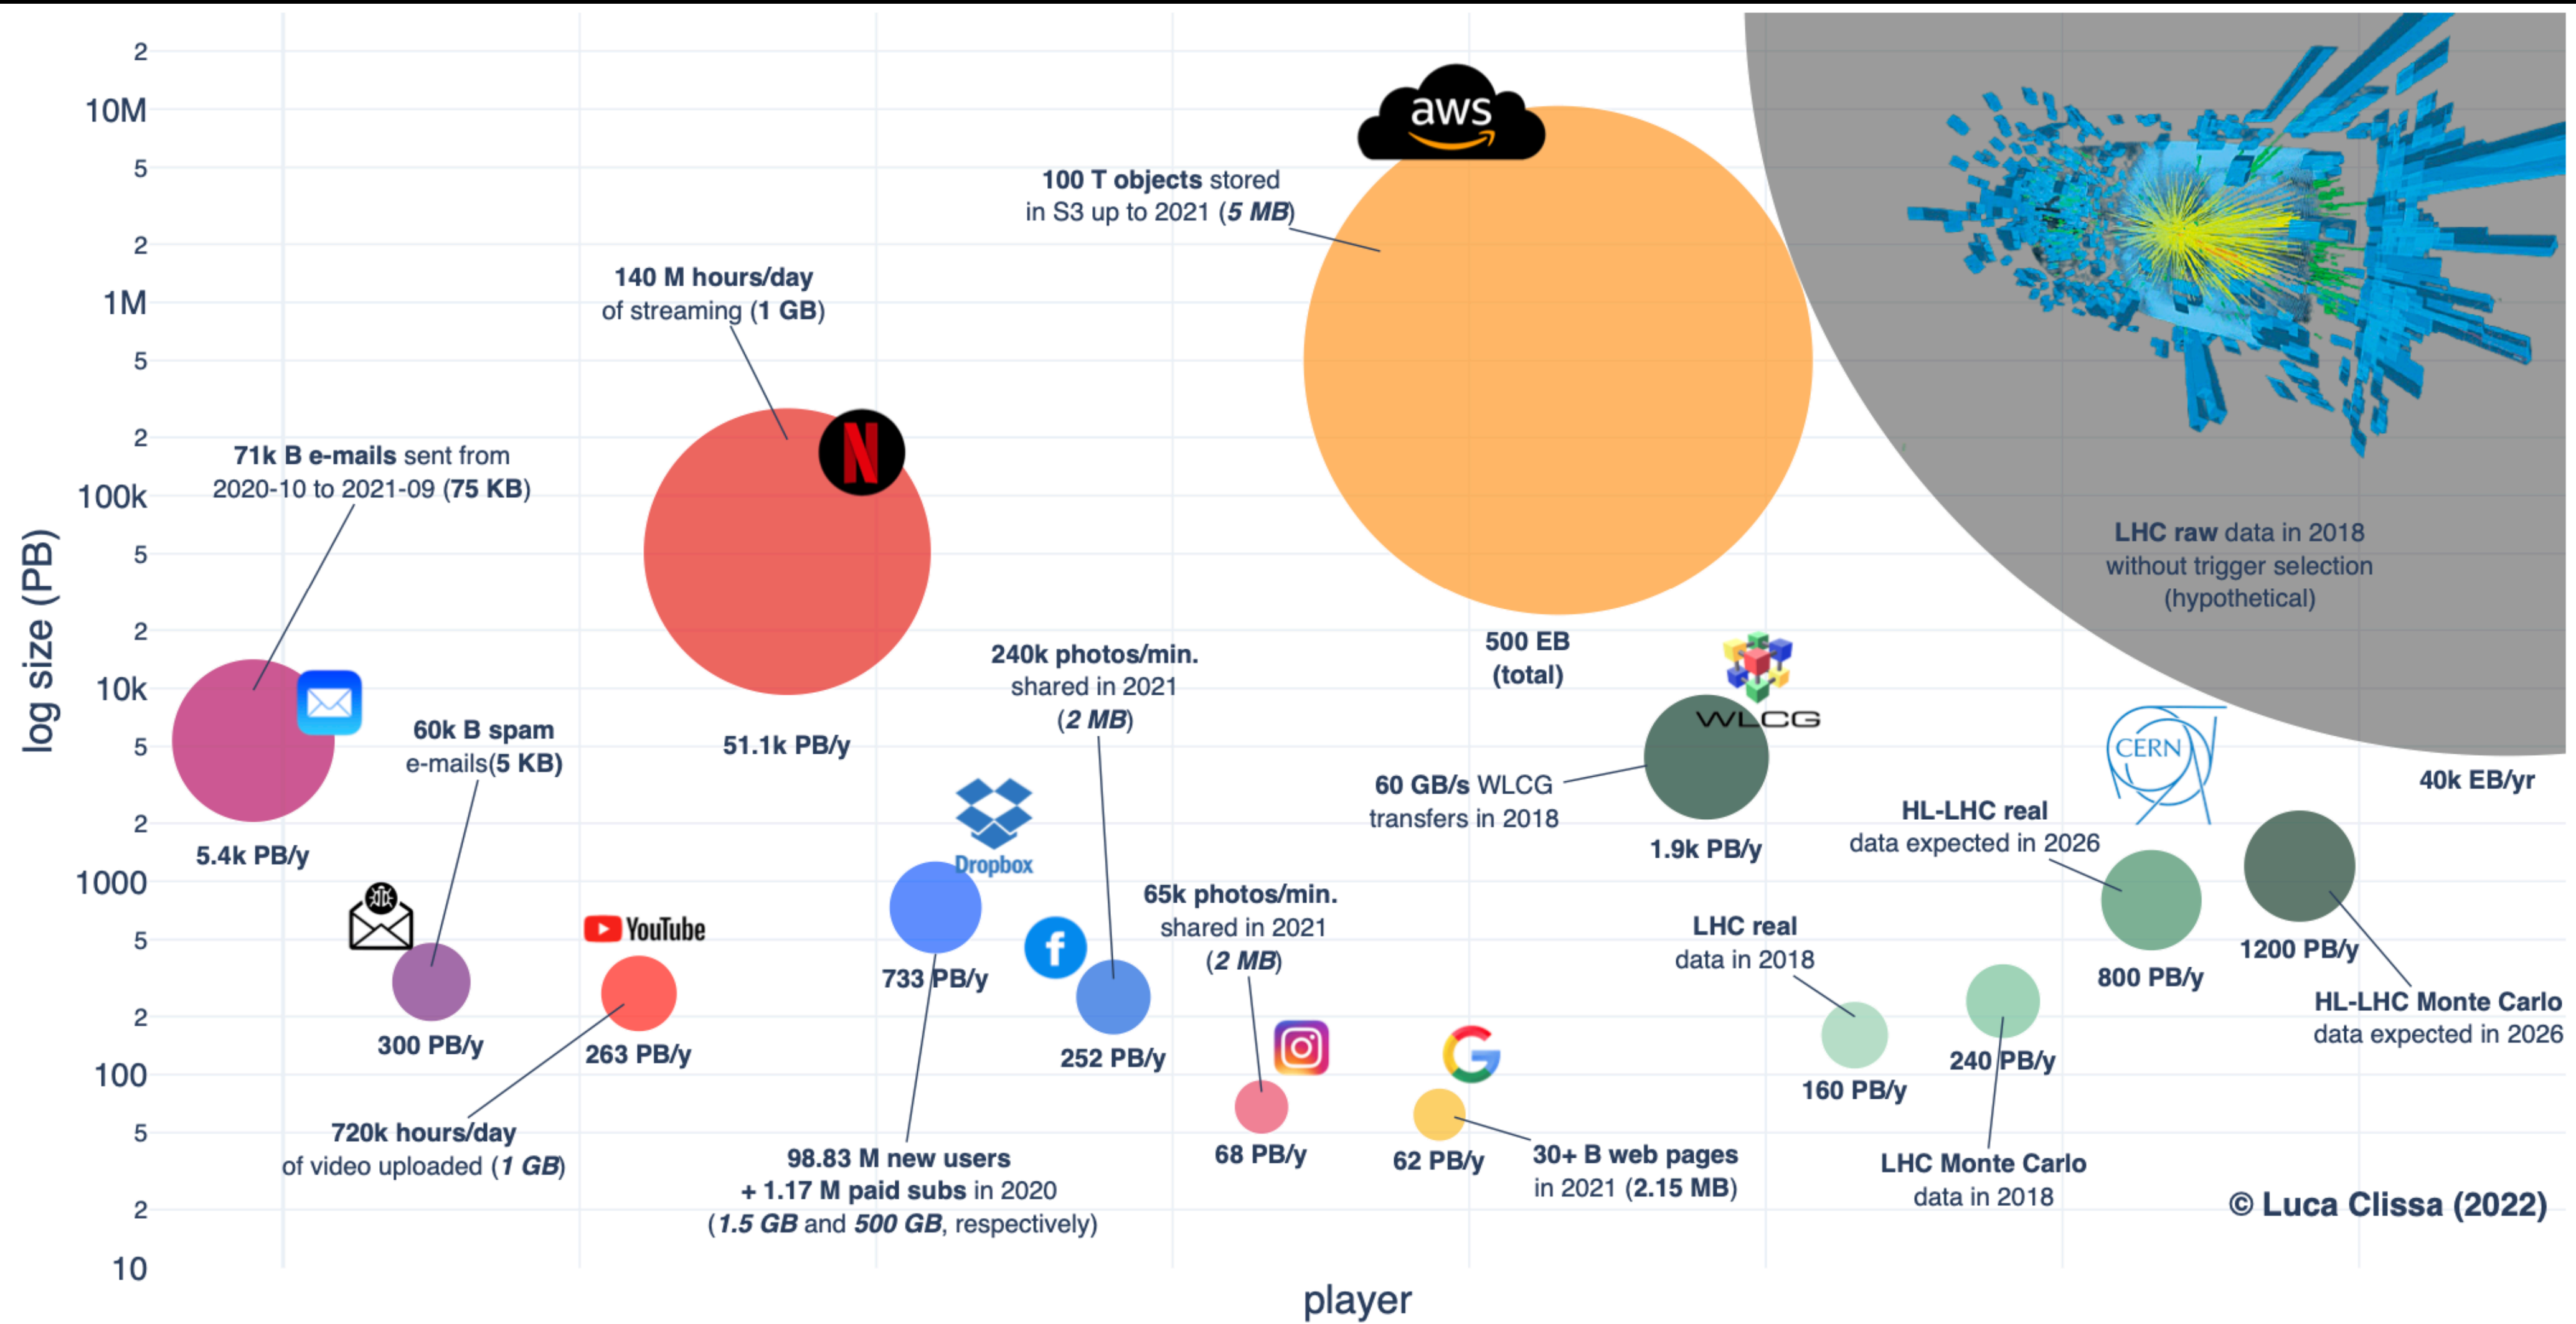 log size (PB)
2
10M
5
2
1M
5
2
100k
5
2
10k
5
2
1000
5
2
100
5
2
10
player
71k B e-mails sent from
2020-10 to 2021-09 (75 KB)
5.4k PB/y
60k B spam
e-mails(5 KB)
300 PB/y
YouTube
263 PB/y
720k hours/day
of video uploaded (1 GB)
140 M hours/day
of streaming (1 GB)
N
51.1k PB/y
Dropbox
733 PB/y
98.83 M new users
+ 1.17 M paid subs in 2020
(1.5 GB and 500 GB, respectively)
240k photos/min.
shared in 2021
(2 MB)
f
252 PB/y
65k photos/min.
shared in 2021
(2 MB)
68 PB/y
G
62 PB/y
30+ B web pages
in 2021 (2.15 MB)
aws
100 T objects stored
in S3 up to 2021 (5 MB)
500 EB
(total)
WLCG
60 GB/s WLCG
transfers in 2018
1.9k PB/y
LHC real
data in 2018
160 PB/y
240 PB/y
LHC Monte Carlo
data in 2018
CERN
HL-LHC real
data expected in 2026
800 PB/y
1200 PB/y
HL-LHC Monte Carlo
data expected in 2026
LHC raw data in 2018
without trigger selection
(hypothetical)
40k EB/yr
© Luca Clissa (2022)